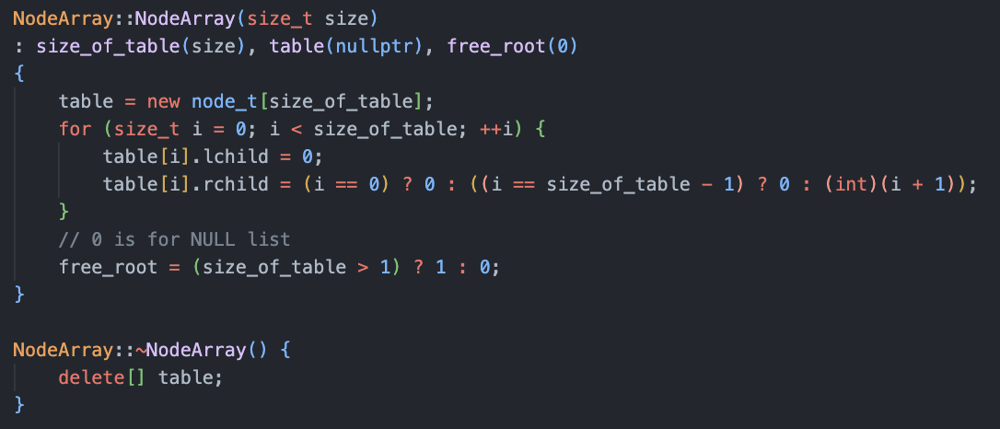 NodeArray::NodeArray(size_t size)
: size_of_table(size), table(nullptr), free_root(0)
{
    table = new node_t[size_of_table];
    for (size_t i = 0; i < size_of_table; ++i) {
        table[i].lchild = 0;
        table[i].rchild = (i == 0) ? 0 : ((i == size_of_table - 1) ? 0 : (int)(i + 1));
    }
    // 0 is for NULL list
    free_root = (size_of_table > 1) ? 1 : 0;
}

NodeArray::~NodeArray() {
    delete[] table;
}